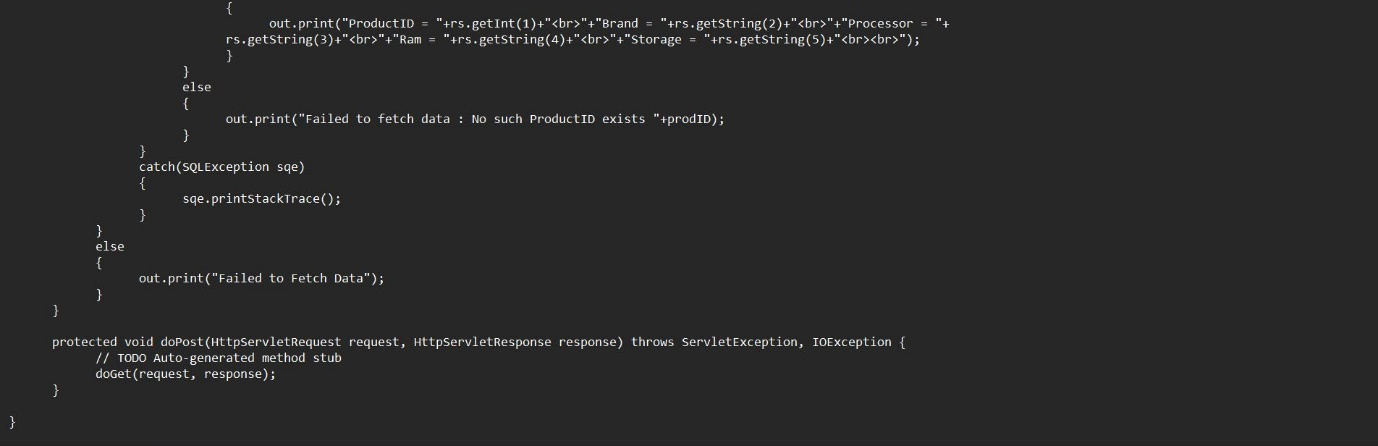 {
out.print("ProductID = "+rs.getInt(1)+"<br>"+"Brand = "+rs.getString(2)+"<br>"+"Processor = "+
rs.getString(3)+"<br>"+"Ram = "+rs.getString(4)+"<br>"+"Storage = "+rs.getString(5)+"<br><br>");
}
}
else
{
out.print("Failed to fetch data : No such ProductID exists "+prodID);
}
}
catch(SQLException sqe)
{
sqe.printStackTrace();
}
}
else
{
out.print("Failed to Fetch Data");
}
}
protected void doPost(HttpServletRequest request, HttpServletResponse response) throws ServletException, IOException {
// TODO Auto-generated method stub
doGet(request, response);
}
}